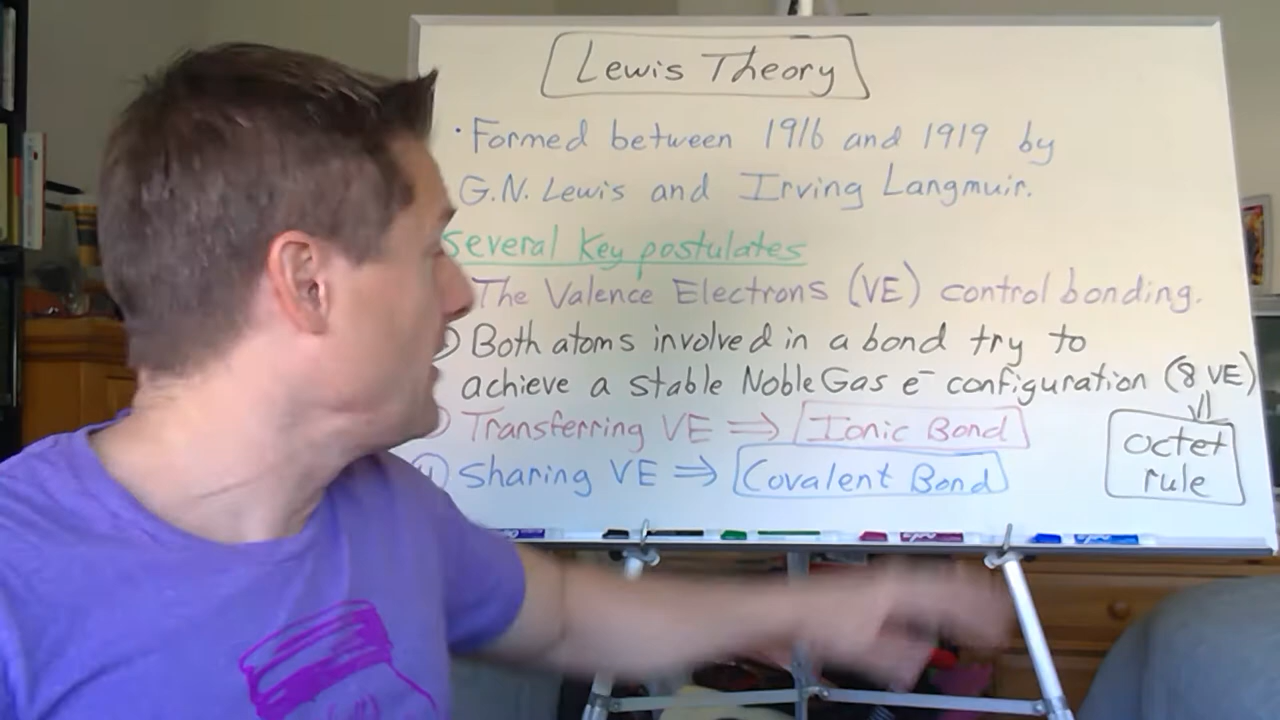 Lewis Theory
• Formed between 1916 and 1919 by
G.N. Lewis and Irving Langmuir.
Several Key postulates
The Valence Electrons (VE) control bonding.
Both atoms involved in a bond try to
achieve a stable Noble Gas e⁻ configuration (8 VE)
Transferring VE ⇒ Ionic Bond
④ Sharing VE ⇒ Covalent Bond
octet
rule